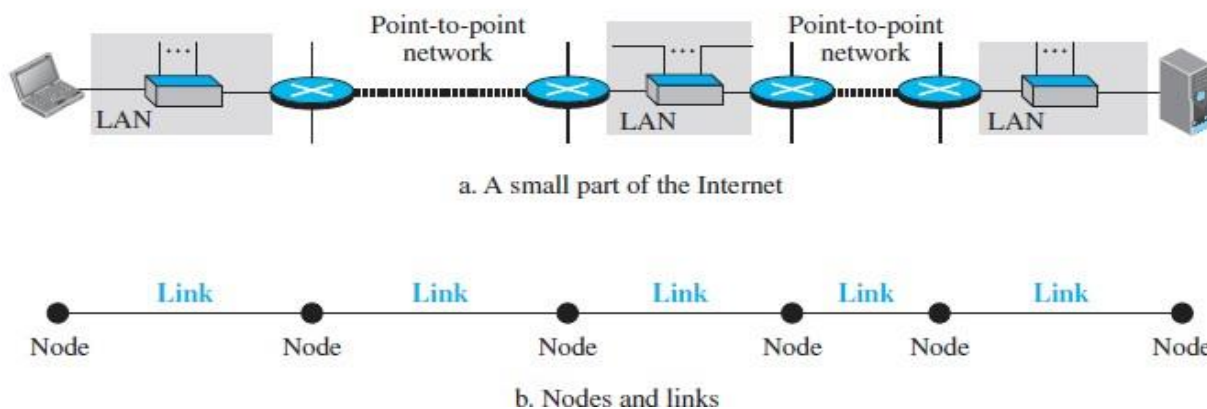 Point-to-point
network
Point-to-point
network
...
...
...
LAN
LAN
LAN
a. A small part of the Internet
Link Link Link Link Link
Node Node Node Node Node Node
b. Nodes and links